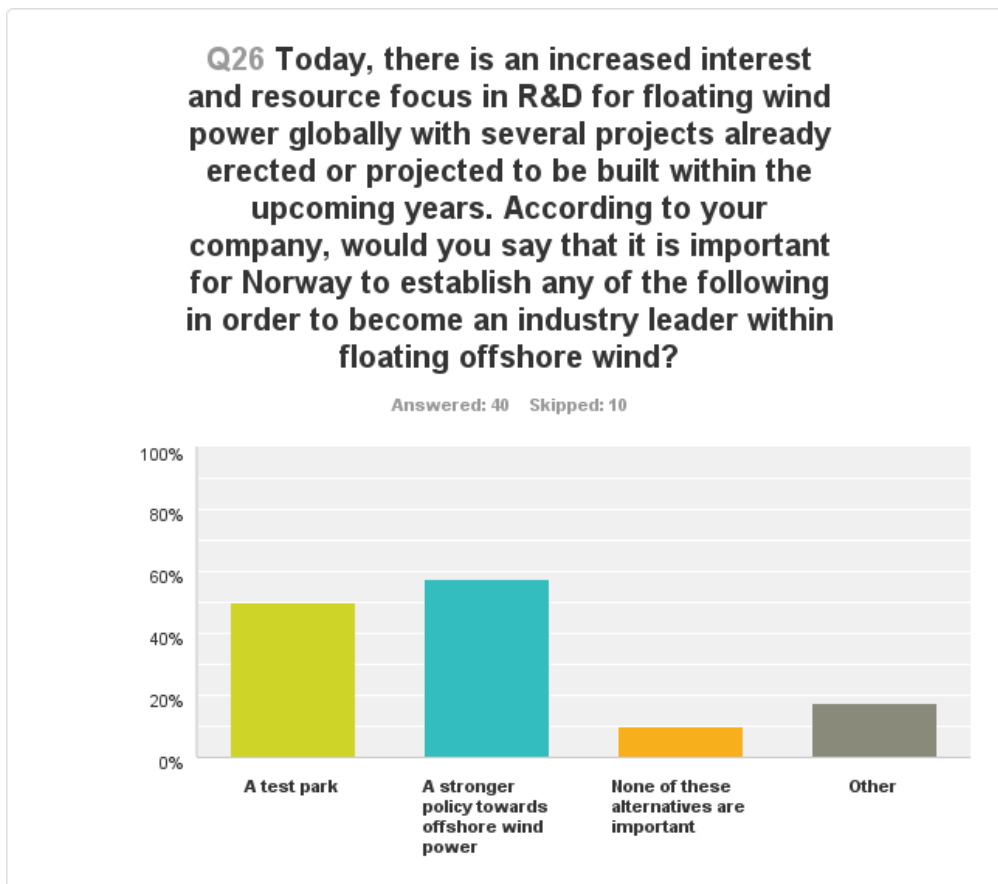 Q26 Today, there is an increased interest
and resource focus in R&D for floating wind
power globally with several projects already
erected or projected to be built within the
upcoming years. According to your
company, would you say that it is important
for Norway to establish any of the following
in order to become an industry leader within
floating offshore wind?
Answered: 40 Skipped: 10
100%
80%
60%
40%
20%
0%
A test park
A stronger
policy towards
offshore wind
power
None of these
alternatives are
important
Other